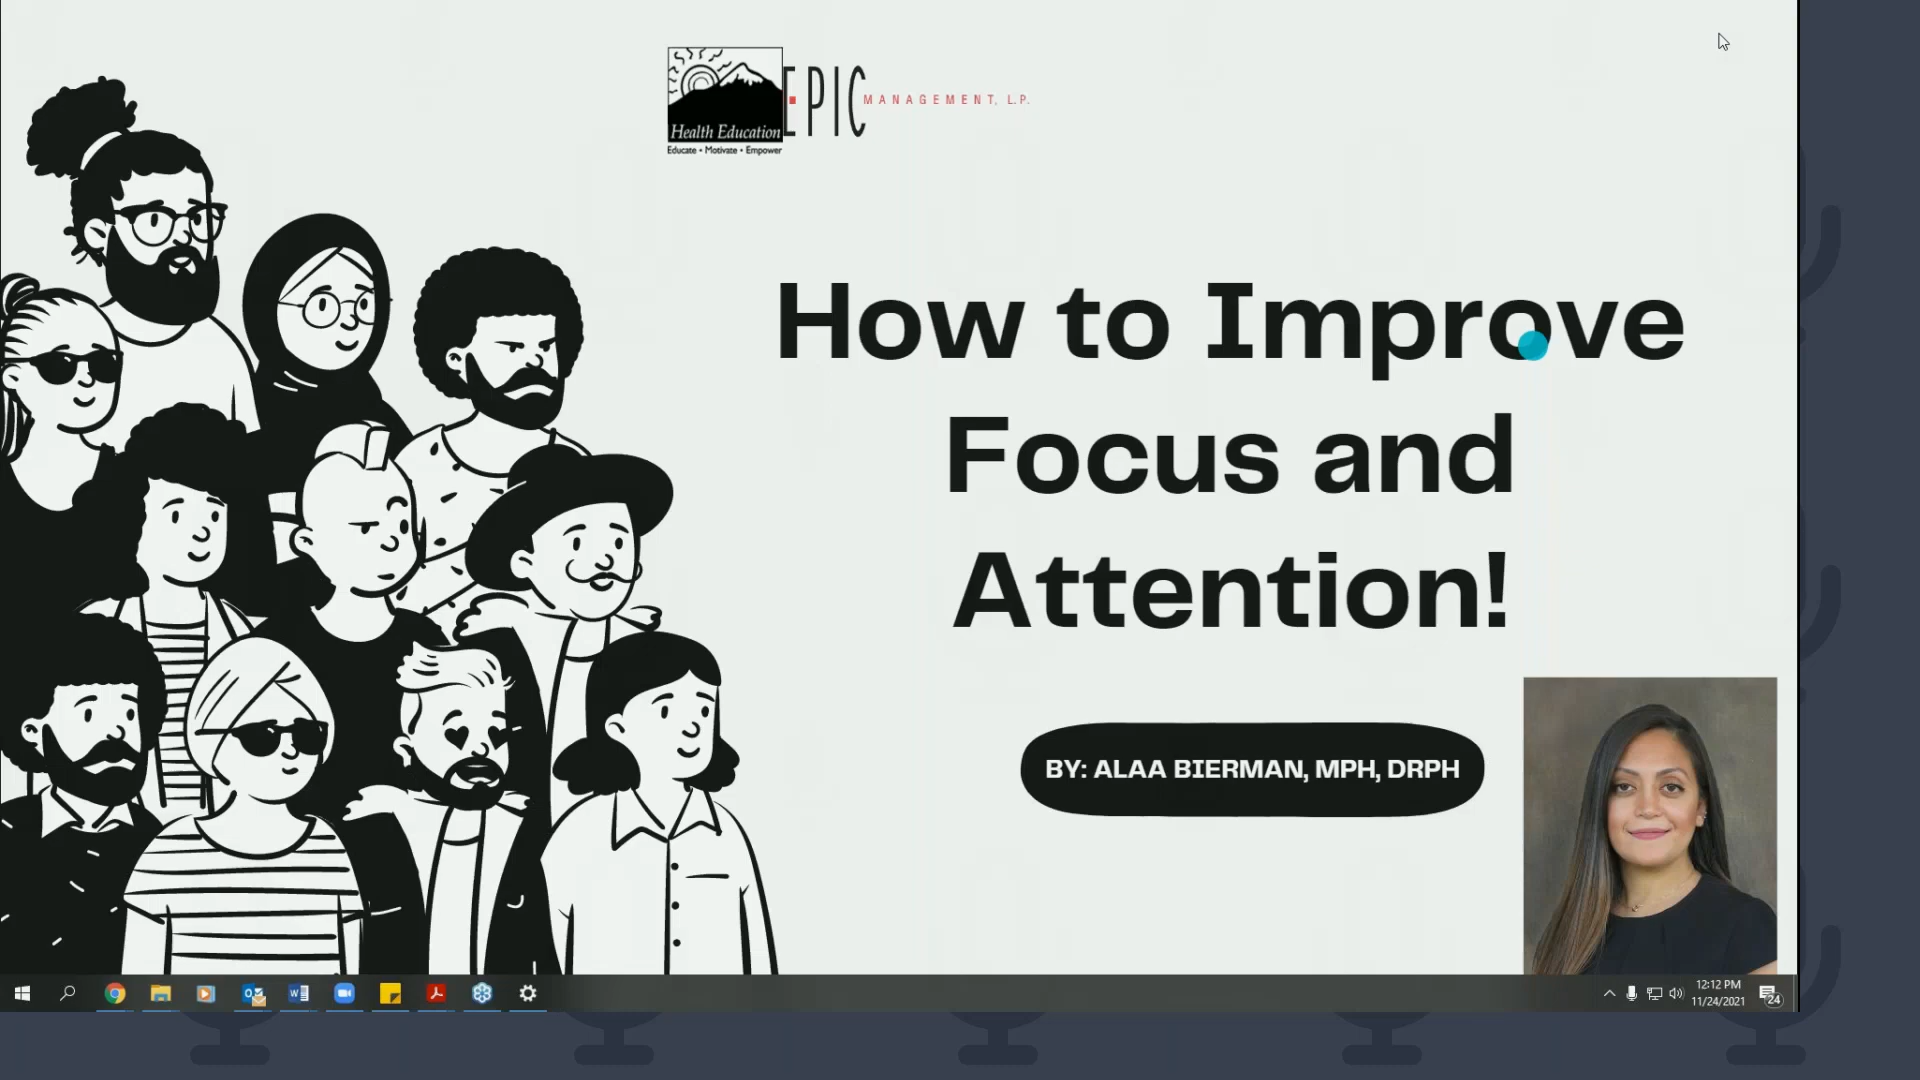 Health Education
Educate • Motivate • Empower
EPIC MANAGEMENT, L.P.
How to Improve
Focus and
Attention!
BY: ALAA BIERMAN, MPH, DRPH
12:12 PM
11/24/2021
24